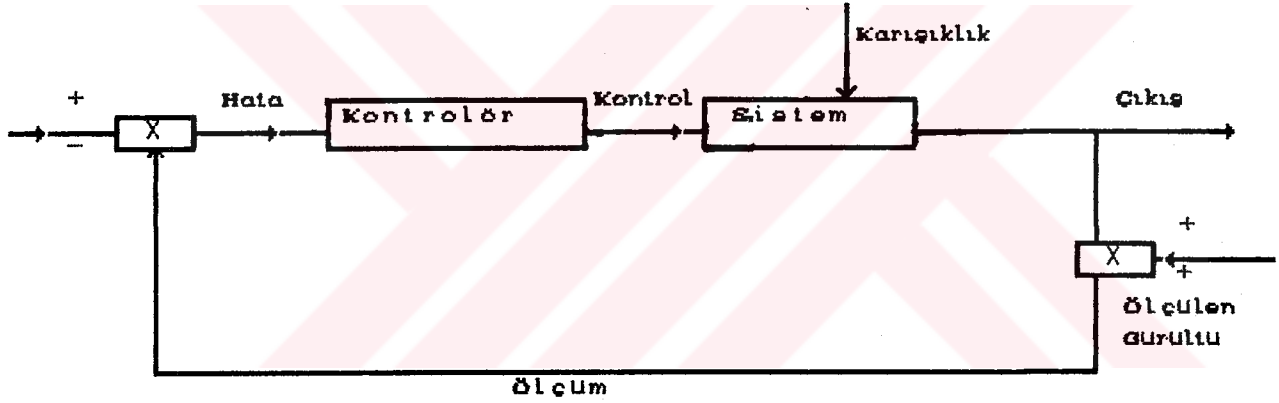 Karışıklık
+
Hata
Kontrolör
Kontrol
Sistem
Çıkış
X
−
+
X
+
Ölçülen
Gürültü
Ölçüm